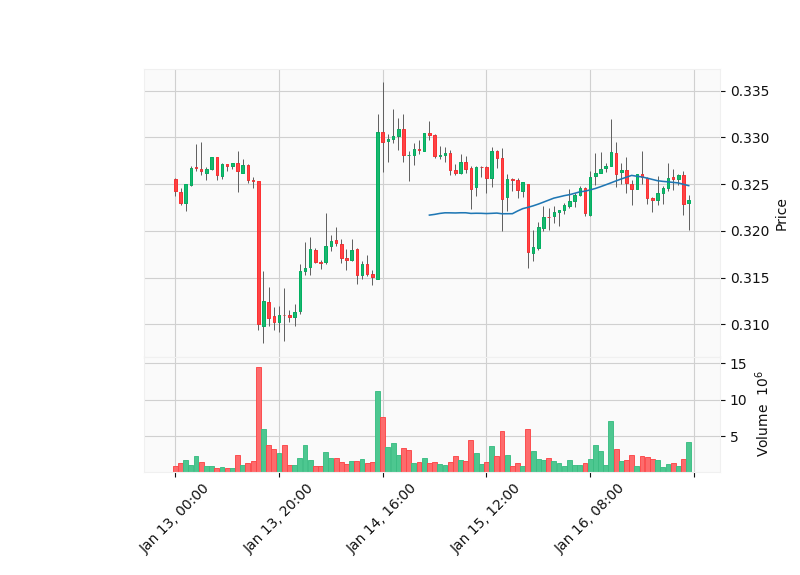 0.335
0.330
0.325
0.320
0.315
0.310
Price
15
10
5
Volume 10^6
Jan 13, 00:00
Jan 13, 20:00
Jan 14, 16:00
Jan 15, 12:00
Jan 16, 08:00